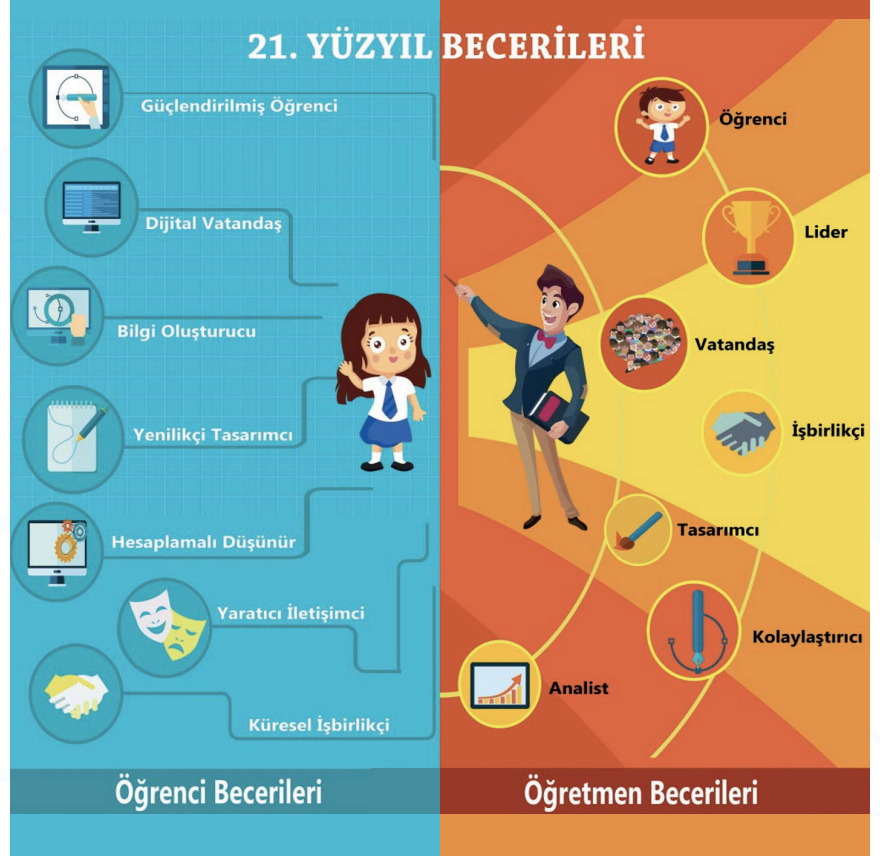 21. YÜZYIL BECERİLERİ
Güçlendirilmiş Öğrenci
Dijital Vatandaş
Bilgi Oluşturucu
Yenilikçi Tasarımcı
Hesaplamalı Düşünür
Yaratıcı İletişimci
Küresel İşbirlikçi
Öğrenci Becerileri
Öğrenci
Lider
Vatandaş
İşbirlikçi
Tasarımcı
Kolaylaştırıcı
Analist
Öğretmen Becerileri